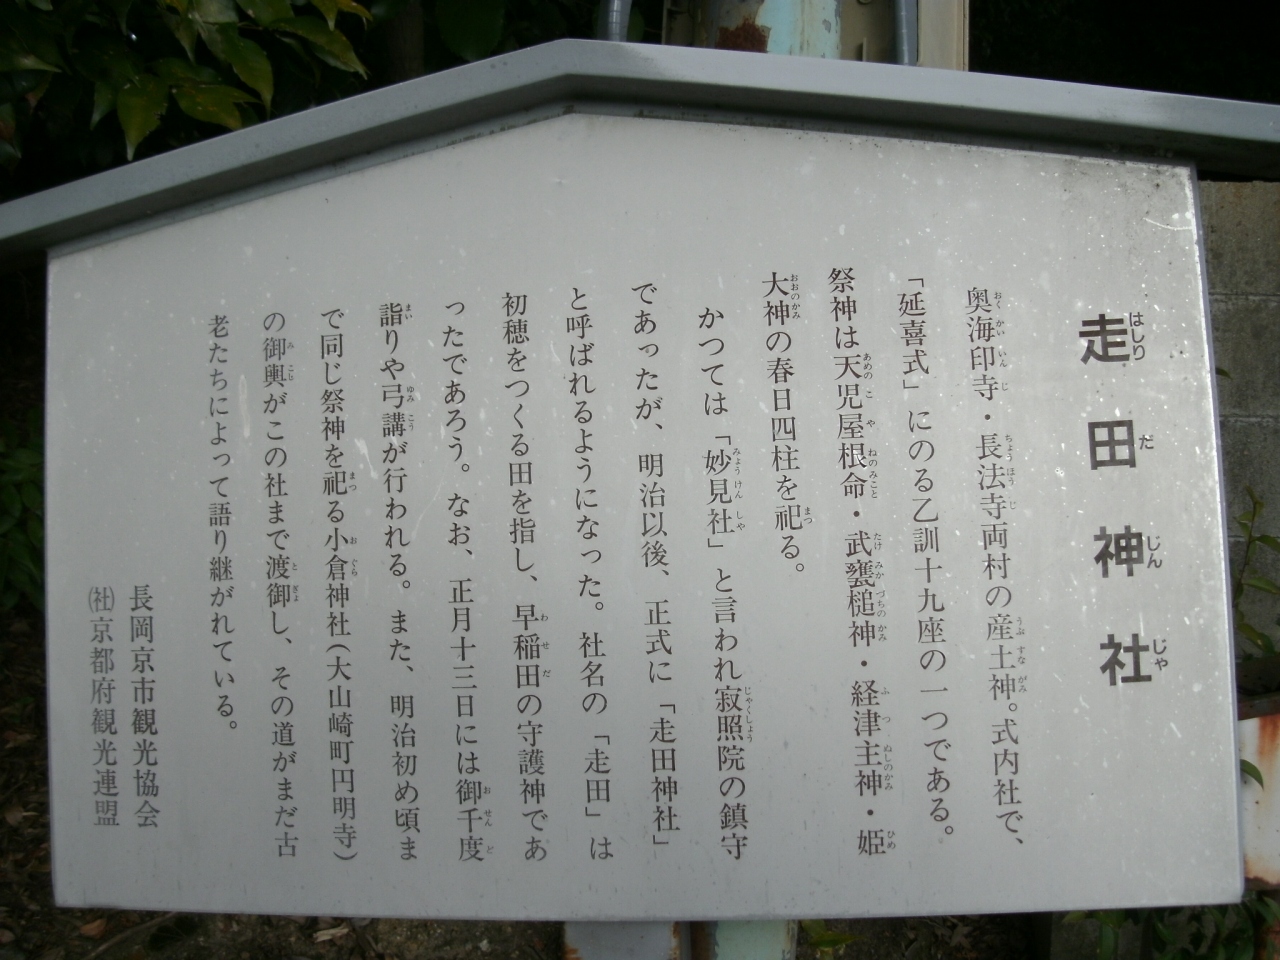 走田神社
奥海印寺・長法寺両村の産土神。式内社で、
「延喜式」にのる乙訓十九座の一つである。
祭神は天児屋根命・武甕槌神・経津主神・姫
大神の春日四柱を祀る。
かつては「妙見社」と言われ寂照院の鎮守
であったが、明治以後、正式に「走田神社」
と呼ばれるようになった。社名の「走田」は
初穂をつくる田を指し、早稲田の守護神であ
ったであろう。なお、正月十三日には御千度
詣りや弓講が行われる。また、明治初め頃ま
で同じ祭神を祀る小倉神社(大山崎町円明寺)
の御輿がこの社まで渡御し、その道がまだ古
老たちによって語り継がれている。
長岡京市観光協会
㈳京都府観光連盟